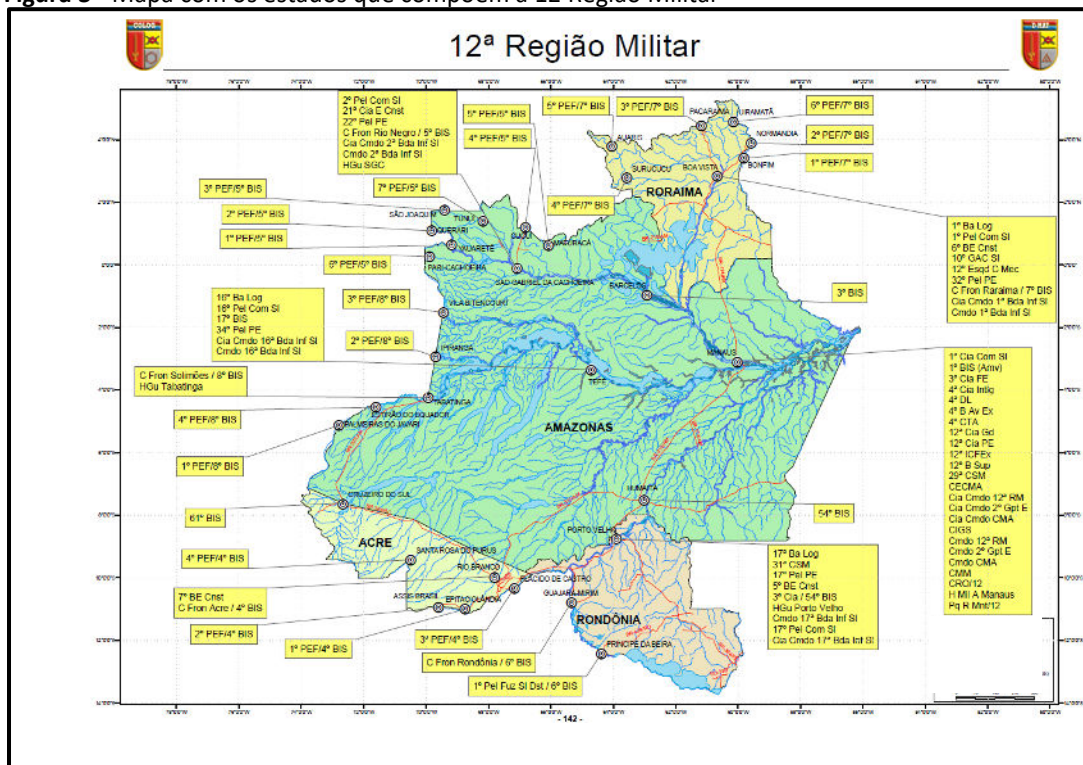 Figura 3 - Mapa com os estados que compõem a 12 Região Militar
COLOG
12ª Região Militar
2º Pel Com Sl
21ª Cia E Cnst
22º Pel PE
C Fron Rio Negro / 5º BIS
Cia Cmdo 2ª Bda Inf Sl
Cmdo 2ª Bda Inf Sl
HGu SGC
5º PEF/5º BIS
4º PEF/5º BIS
5º PEF/7º BIS
3º PEF/7º BIS
6º PEF/7º BIS
2º PEF/7º BIS
1º PEF/7º BIS
PACARAIMA
UIRAMATÃ
NORMANDIA
AUARIS
BONFIM
SURUCUCU
BOA VISTA
RORAIMA
4º PEF/7º BIS
7º PEF/5º BIS
3º PEF/5º BIS
2º PEF/5º BIS
1º PEF/5º BIS
6º PEF/5º BIS
SÃO JOAQUIM
TUNUI
QUERARI
YAUARETÊ
PARI-CACHOEIRA
CUCUI
MATURACÁ
SÃO GABRIEL DA CACHOEIRA
BARCELOS
1º Ba Log
1º Pel Com Sl
6º BE Cnst
10º GAC Sl
12º Esqd C Mec
32º Pel PE
C Fron Raraima / 7º BIS
Cia Cmdo 1ª Bda Inf Sl
Cmdo 1ª Bda Inf Sl
3º BIS
16º Ba Log
16º Pel Com Sl
17º BIS
34º Pel PE
Cia Cmdo 16ª Bda Inf Sl
Cmdo 16ª Bda Inf Sl
3º PEF/8º BIS
2º PEF/8º BIS
VILA BITENCOURT
IPIRANGA
TEFÉ
MANAUS
C Fron Solimões / 8º BIS
HGu Tabatinga
TABATINGA
4º PEF/8º BIS
ESTIRÃO DO EQUADOR
PALMEIRAS DO JAVARI
1º PEF/8º BIS
AMAZONAS
1ª Cia Com Sl
1º BIS (Amv)
3ª Cia FE
4ª Cia Intlg
4º DL
4º B Av Ex
4º CTA
12ª Cia Gd
12ª Cia PE
12ª ICFEx
12º B Sup
29ª CSM
CECMA
Cia Cmdo 12ª RM
Cia Cmdo 2º Gpt E
Cia Cmdo CMA
CIGS
Cmdo 12ª RM
Cmdo 2º Gpt E
Cmdo CMA
CMM
CRO/12
H Mil A Manaus
Pq R Mnt/12
CRUZEIRO DO SUL
61º BIS
HUMAITÁ
54º BIS
ACRE
SANTA ROSA DO PURUS
4º PEF/4º BIS
RIO BRANCO
PORTO VELHO
7º BE Cnst
C Fron Acre / 4º BIS
PLÁCIDO DE CASTRO
ASSIS BRASIL
EPITACIOLÂNDIA
GUAJARÁ-MIRIM
2º PEF/4º BIS
1º PEF/4º BIS
3º PEF/4º BIS
RONDÔNIA
17º Ba Log
31ª CSM
17º Pel PE
5º BE Cnst
3ª Cia / 54º BIS
HGu Porto Velho
Cmdo 17ª Bda Inf Sl
17º Pel Com Sl
Cia Cmdo 17ª Bda Inf Sl
C Fron Rondônia / 6º BIS
PRÍNCIPE DA BEIRA
1º Pel Fuz Sl Dst / 6º BIS
- 142 -